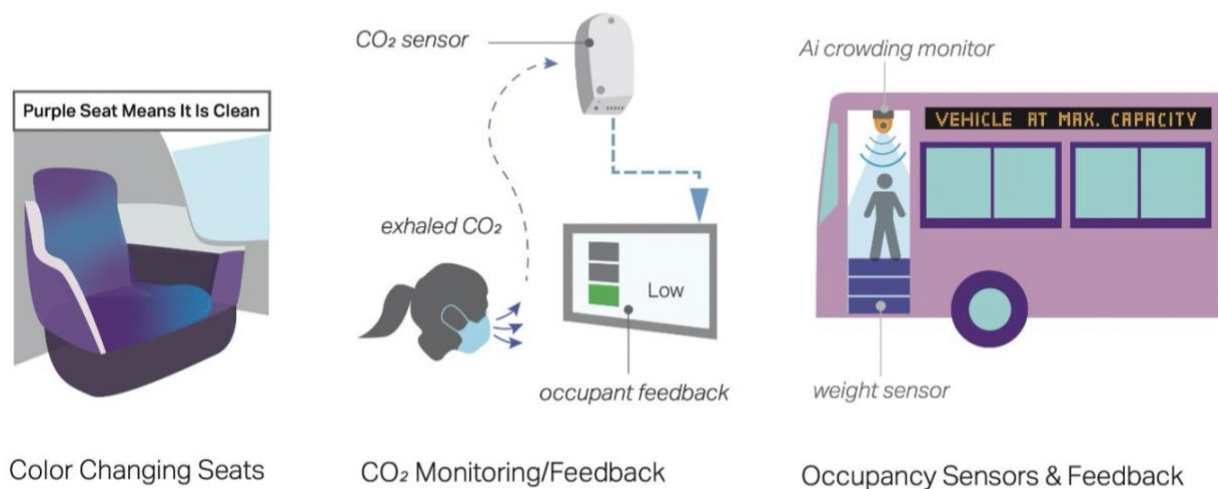 Purple Seat Means It Is Clean
Color Changing Seats
CO₂ sensor
exhaled CO₂
Low
occupant feedback
CO₂ Monitoring/Feedback
Ai crowding monitor
VEHICLE AT MAX. CAPACITY
weight sensor
Occupancy Sensors & Feedback